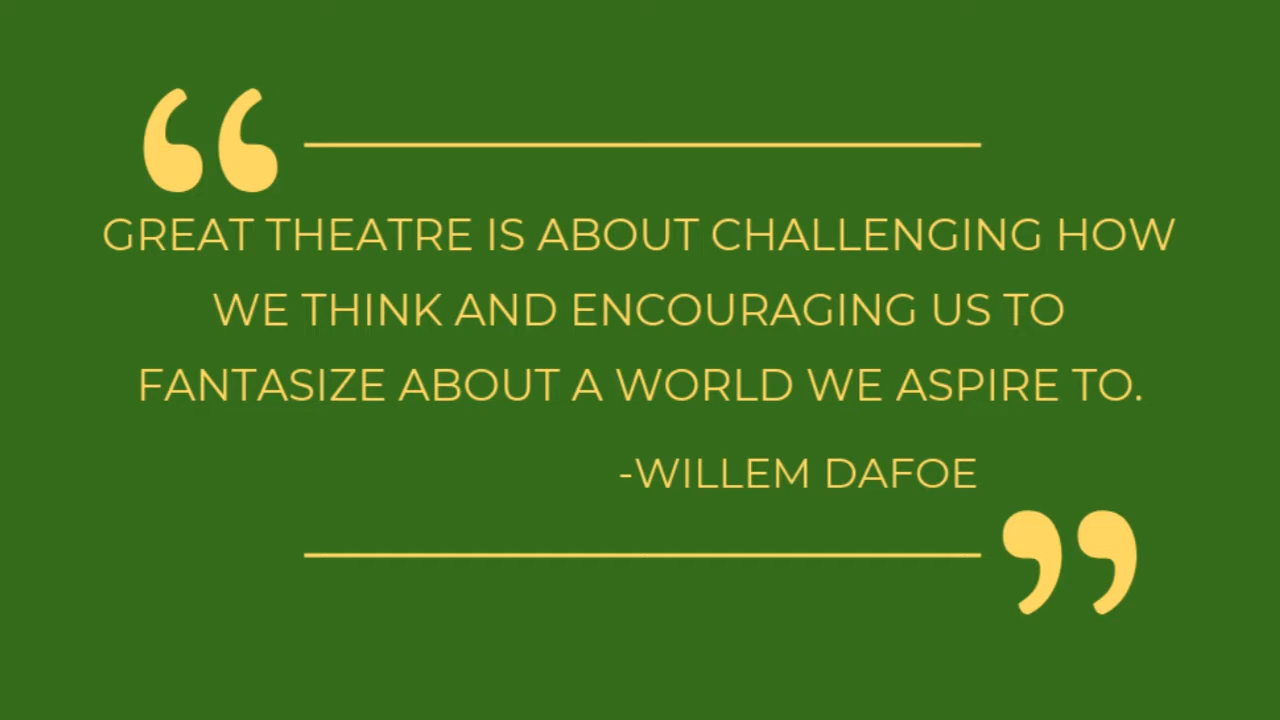 GREAT THEATRE IS ABOUT CHALLENGING HOW
WE THINK AND ENCOURAGING US TO
FANTASIZE ABOUT A WORLD WE ASPIRE TO.
-WILLEM DAFOE